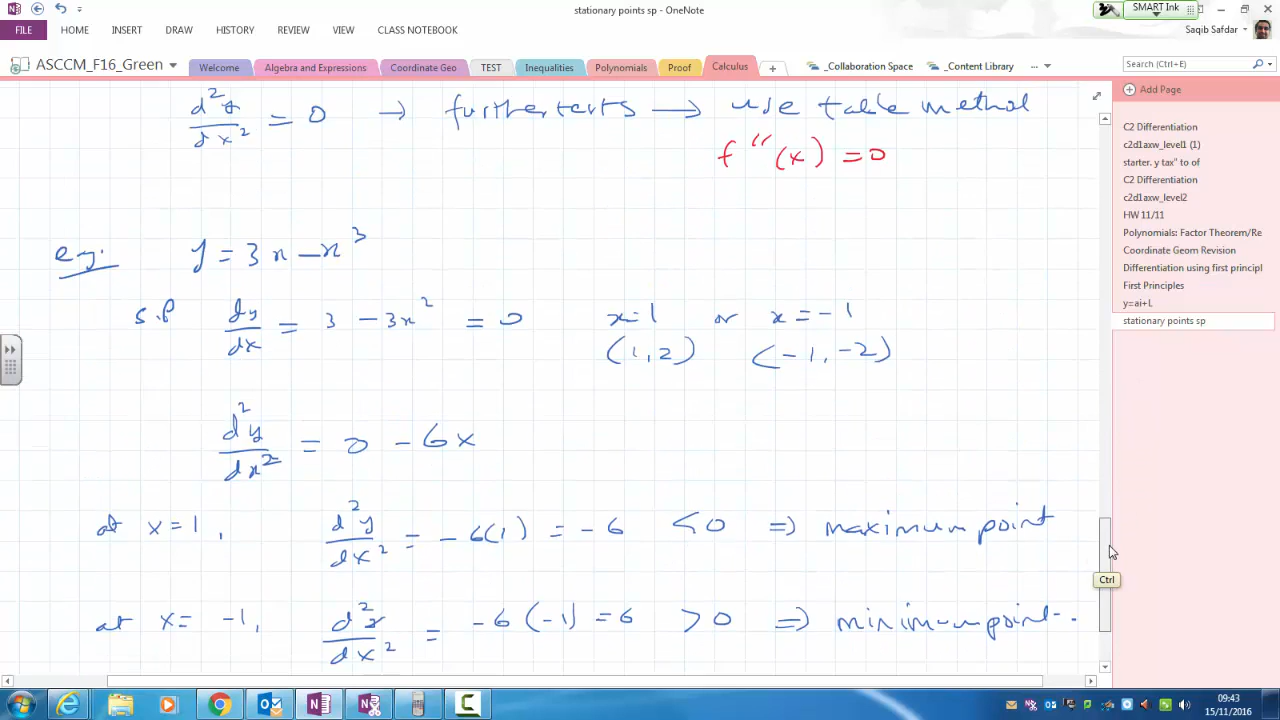 stationary points sp - OneNote
SMART Ink
FILE HOME INSERT DRAW HISTORY REVIEW VIEW CLASS NOTEBOOK
Saqib Safdar
ASCCM_F16_Green
Welcome Algebra and Expressions Coordinate Geo TEST Inequalities Polynomials Proof Calculus + _Collaboration Space _Content Library ...
Search (Ctrl+E)
Add Page
C2 Differentiation
c2d1axw_level1 (1)
starter. y tax" to of
C2 Differentiation
c2d1axw_level2
HW 11/11
Polynomials: Factor Theorem/Re
Coordinate Geom Revision
Differentiation using first principl
First Principles
y=ai+l,
stationary points sp
d²y/dx² = 0 → further tests → use table method
f''(x) = 0
eg. y = 3x - x³
s.p dy/dx = 3 - 3x² = 0 x=1 or x = -1
(1, 2) (-1, -2)
d²y/dx² = 0 - 6x
at x=1, d²y/dx² = -6(1) = -6 <0 ⇒ maximum point
at x= -1, d²y/dx² = -6(-1) = 6 >0 ⇒ minimum point.
Ctrl
09:43
15/11/2016